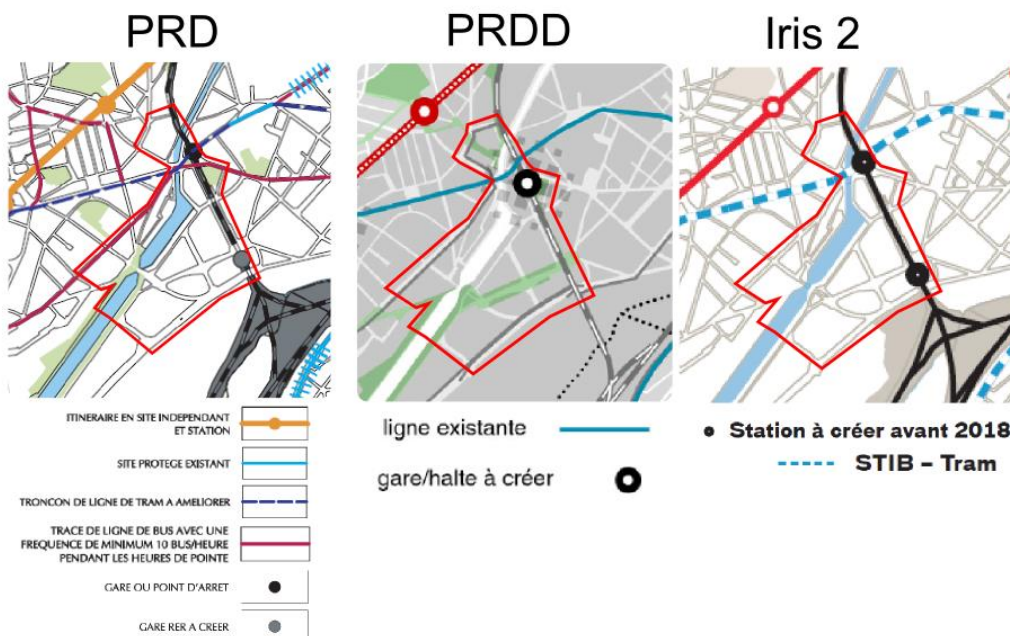 PRD
PRDD
Iris 2
ITINERAIRE EN SITE INDEPENDANT
ET STATION
SITE PROTEGE EXISTANT
TRONCON DE LIGNE DE TRAM A AMELIORER
TRACE DE LIGNE DE BUS AVEC UNE
FREQUENCE DE MINIMUM 10 BUS/HEURE
PENDANT LES HEURES DE POINTE
GARE OU POINT D'ARRET
GARE RER A CREER
ligne existante
gare/halte à créer
Station à créer avant 2018
STIB – Tram